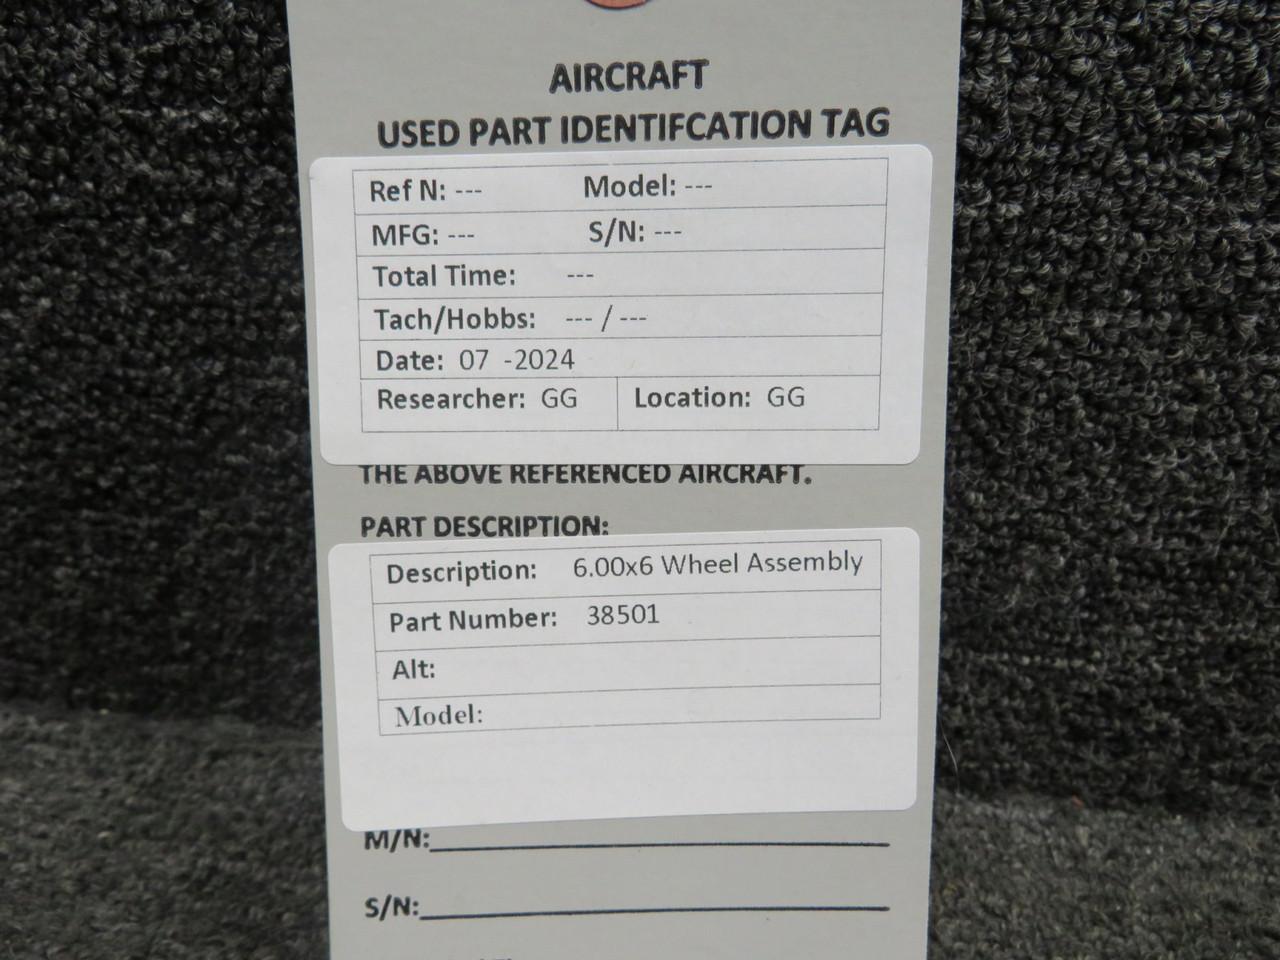 AIRCRAFT
USED PART IDENTIFCATION TAG
Ref N: --- Model: ---
MFG: --- S/N: ---
Total Time: ---
Tach/Hobbs: --- / ---
Date: 07 -2024
Researcher: GG Location: GG
THE ABOVE REFERENCED AIRCRAFT.
PART DESCRIPTION:
Description: 6.00x6 Wheel Assembly
Part Number: 38501
Alt:
Model:
M/N:
S/N: